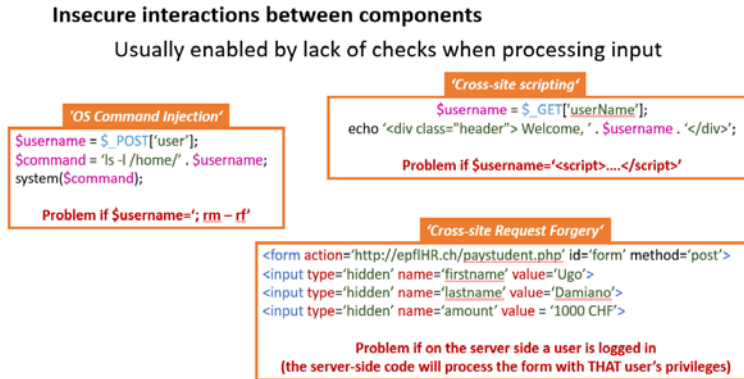 Insecure interactions between components
Usually enabled by lack of checks when processing input
'OS Command Injection'
$username = $_POST['user'];
$command = 'ls -l /home/' . $username;
system($command);
Problem if $username='; rm – rf'
'Cross-site scripting'
$username = $_GET['userName'];
echo '<div class="header"> Welcome, ' . $username . '</div>';
Problem if $username='<script>....</script>'
'Cross-site Request Forgery'
<form action='http://epflHR.ch/paystudent.php' id='form' method='post'>
<input type='hidden' name='firstname' value='Ugo'>
<input type='hidden' name='lastname' value='Damiano'>
<input type='hidden' name='amount' value = '1000 CHF'>
Problem if on the server side a user is logged in
(the server-side code will process the form with THAT user's privileges)